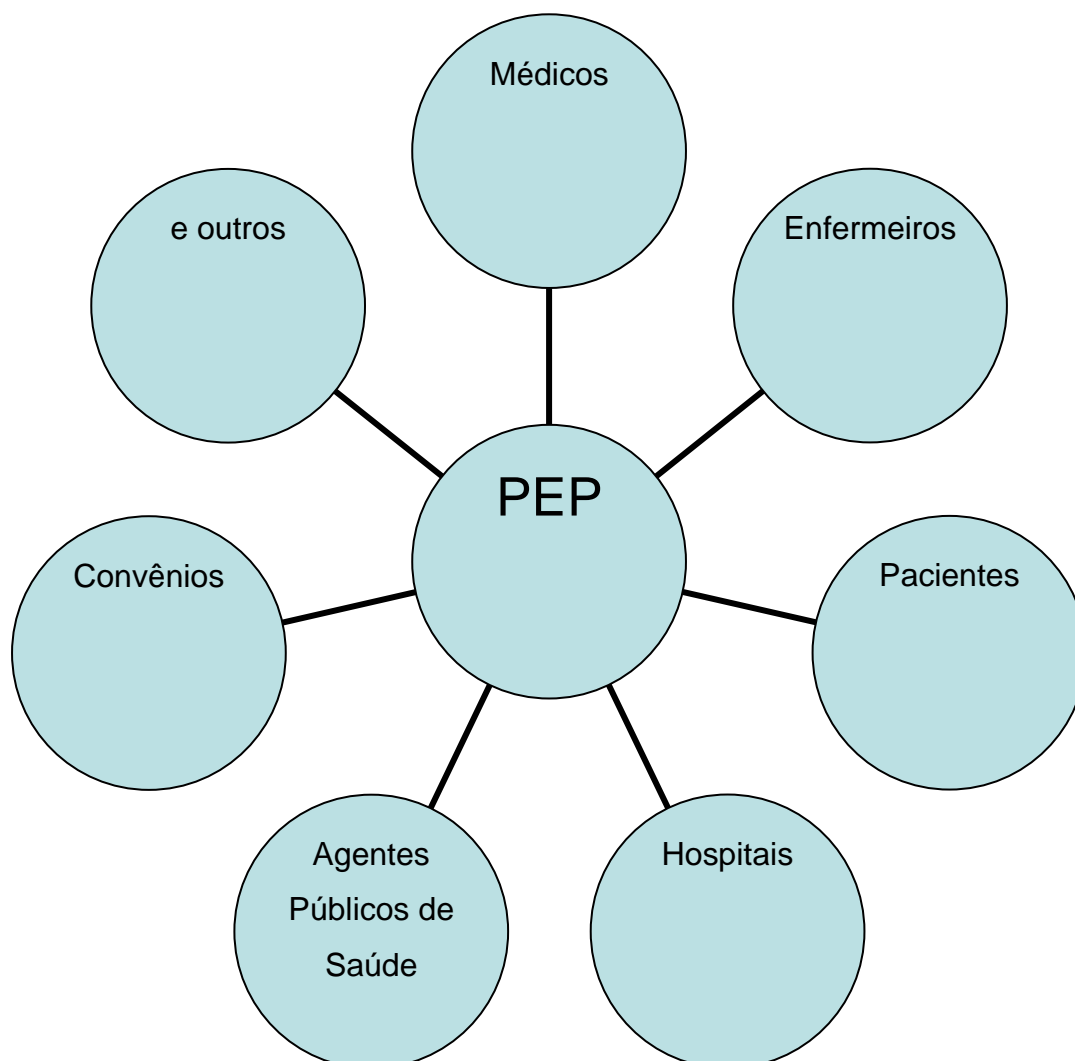 Médicos
e outros
Enfermeiros
PEP
Convênios
Pacientes
Agentes
Públicos de
Saúde
Hospitais